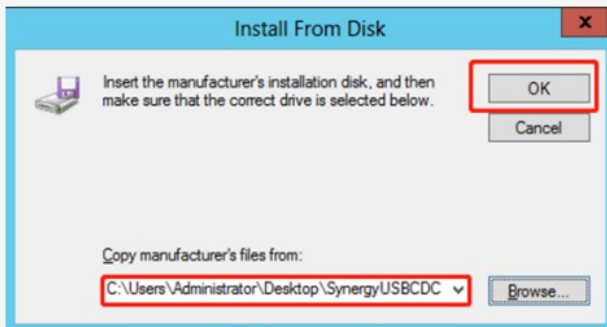 Install From Disk
x
Insert the manufacturer's installation disk, and then
make sure that the correct drive is selected below.
OK
Cancel
Copy manufacturer's files from:
C:\Users\Administrator\Desktop\SynergyUSBCDC
Browse...